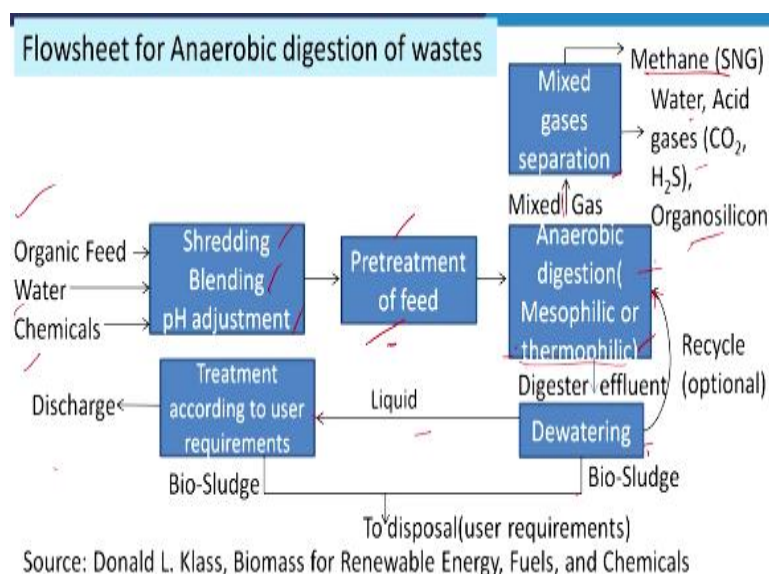 Flowsheet for Anaerobic digestion of wastes
Methane (SNG)
Water, Acid
gases (CO₂,
H₂S),
Organosilicon
Mixed
gases
separation
Mixed Gas
Organic Feed
Water
Chemicals
Shredding
Blending
pH adjustment
Pretreatment
of feed
Anaerobic
digestion(
Mesophilic or
thermophilic)
Recycle
(optional)
Digester effluent
Dewatering
Liquid
Treatment
according to user
requirements
Discharge
Bio-Sludge
Bio-Sludge
To disposal(user requirements)
Source: Donald L. Klass, Biomass for Renewable Energy, Fuels, and Chemicals